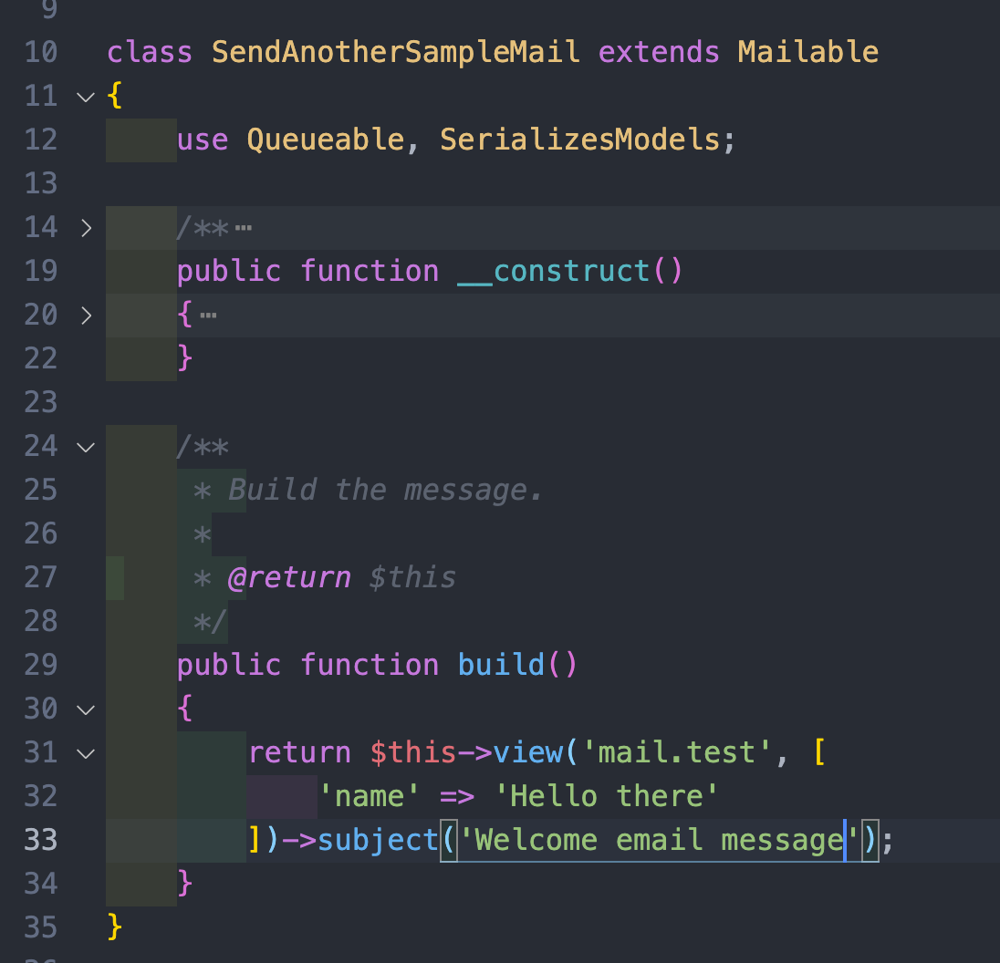 9
10 class SendAnotherSampleMail extends Mailable
11 {
12 use Queueable, SerializesModels;
13
14 /** ⋯
19 public function __construct()
20 { ⋯
22 }
23
24 /**
25 * Build the message.
26 *
27 * @return $this
28 */
29 public function build()
30 {
31 return $this->view('mail.test', [
32 'name' => 'Hello there'
33 ])->subject('Welcome email message');
34 }
35 }